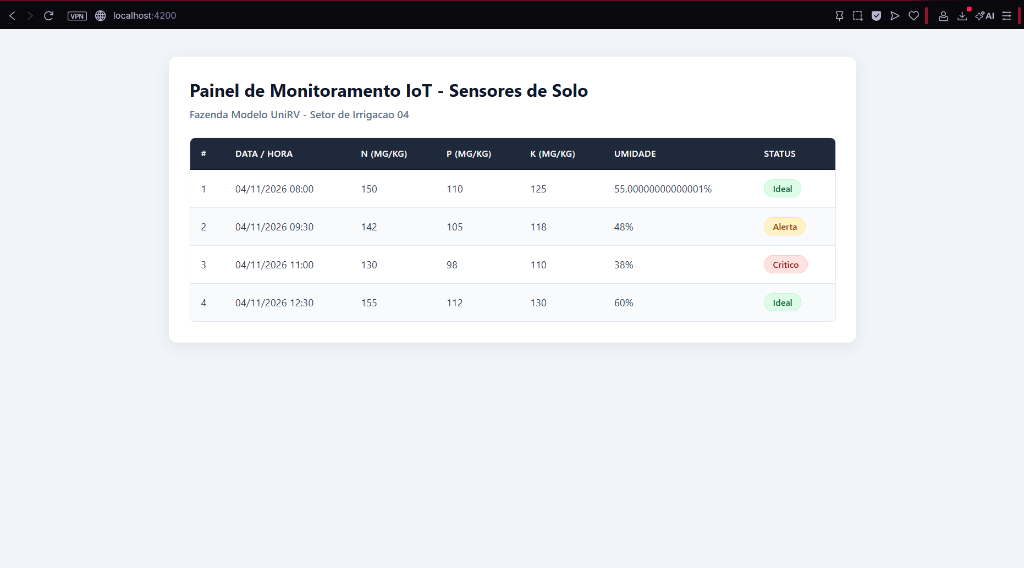 VPN localhost:4200 AI
Painel de Monitoramento IoT - Sensores de Solo
Fazenda Modelo UniRV - Setor de Irrigacao 04
# DATA / HORA N (MG/KG) P (MG/KG) K (MG/KG) UMIDADE STATUS
1 04/11/2026 08:00 150 110 125 55.00000000000001% Ideal
2 04/11/2026 09:30 142 105 118 48% Alerta
3 04/11/2026 11:00 130 98 110 38% Critico
4 04/11/2026 12:30 155 112 130 60% Ideal